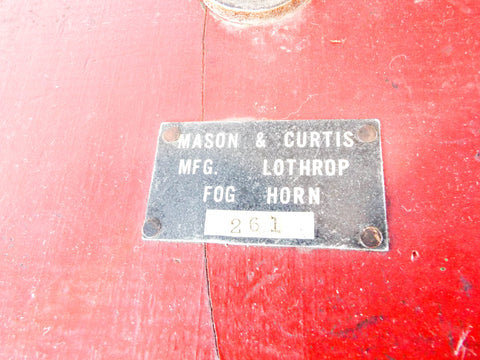 MASON & CURTIS
MFG. LOTHROP
FOG HORN
261